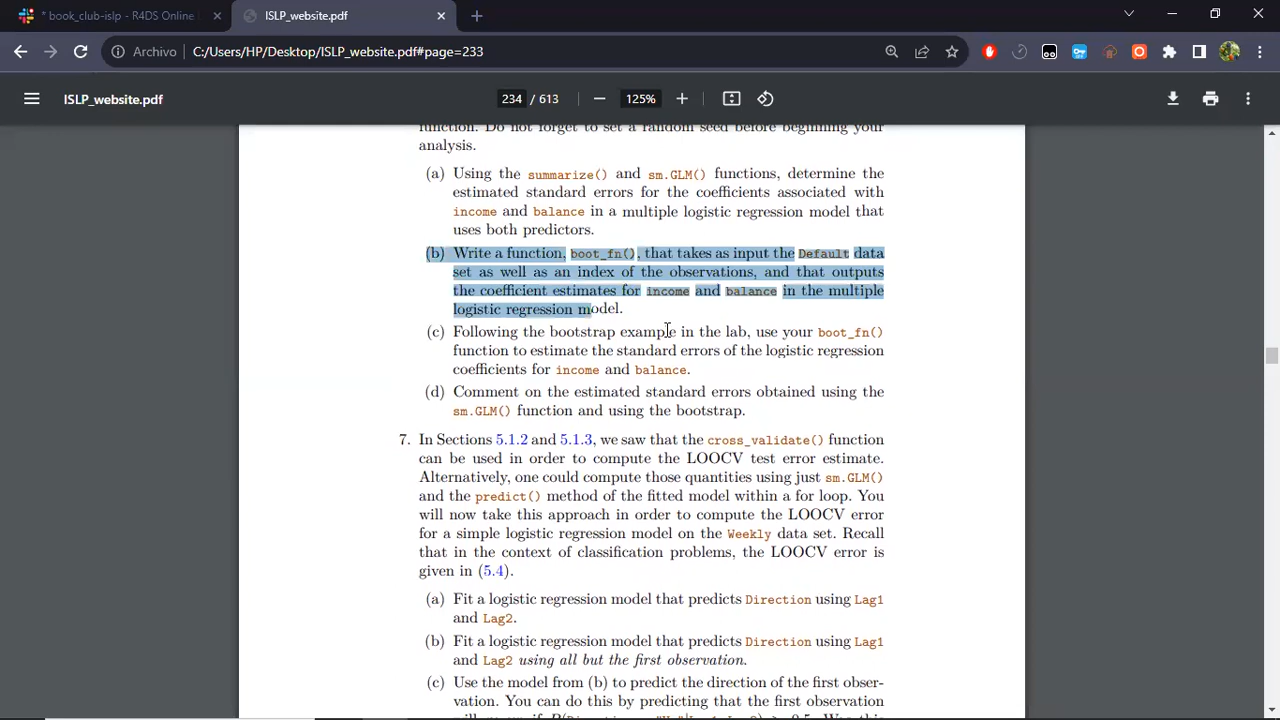 * book_club-islp - R4DS Online
ISLP_website.pdf
Archivo
C:/Users/HP/Desktop/ISLP_website.pdf#page=233
ISLP_website.pdf
234 / 613
125%
function. Do not forget to set a random seed before beginning your
analysis.
(a) Using the summarize() and sm.GLM() functions, determine the
estimated standard errors for the coefficients associated with
income and balance in a multiple logistic regression model that
uses both predictors.
(b) Write a function, boot_fn(), that takes as input the Default data
set as well as an index of the observations, and that outputs
the coefficient estimates for income and balance in the multiple
logistic regression model.
(c) Following the bootstrap example in the lab, use your boot_fn()
function to estimate the standard errors of the logistic regression
coefficients for income and balance.
(d) Comment on the estimated standard errors obtained using the
sm.GLM() function and using the bootstrap.
7. In Sections 5.1.2 and 5.1.3, we saw that the cross_validate() function
can be used in order to compute the LOOCV test error estimate.
Alternatively, one could compute those quantities using just sm.GLM()
and the predict() method of the fitted model within a for loop. You
will now take this approach in order to compute the LOOCV error
for a simple logistic regression model on the Weekly data set. Recall
that in the context of classification problems, the LOOCV error is
given in (5.4).
(a) Fit a logistic regression model that predicts Direction using Lag1
and Lag2.
(b) Fit a logistic regression model that predicts Direction using Lag1
and Lag2 using all but the first observation.
(c) Use the model from (b) to predict the direction of the first obser-
vation. You can do this by predicting that the first observation